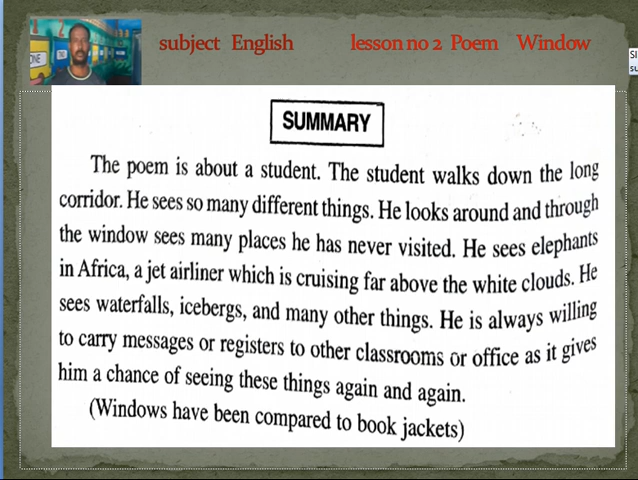 subject English lesson no 2 Poem Window
SUMMARY
The poem is about a student. The student walks down the long
corridor. He sees so many different things. He looks around and through
the window sees many places he has never visited. He sees elephants
in Africa, a jet airliner which is cruising far above the white clouds. He
sees waterfalls, icebergs, and many other things. He is always willing
to carry messages or registers to other classrooms or office as it gives
him a chance of seeing these things again and again.
(Windows have been compared to book jackets)